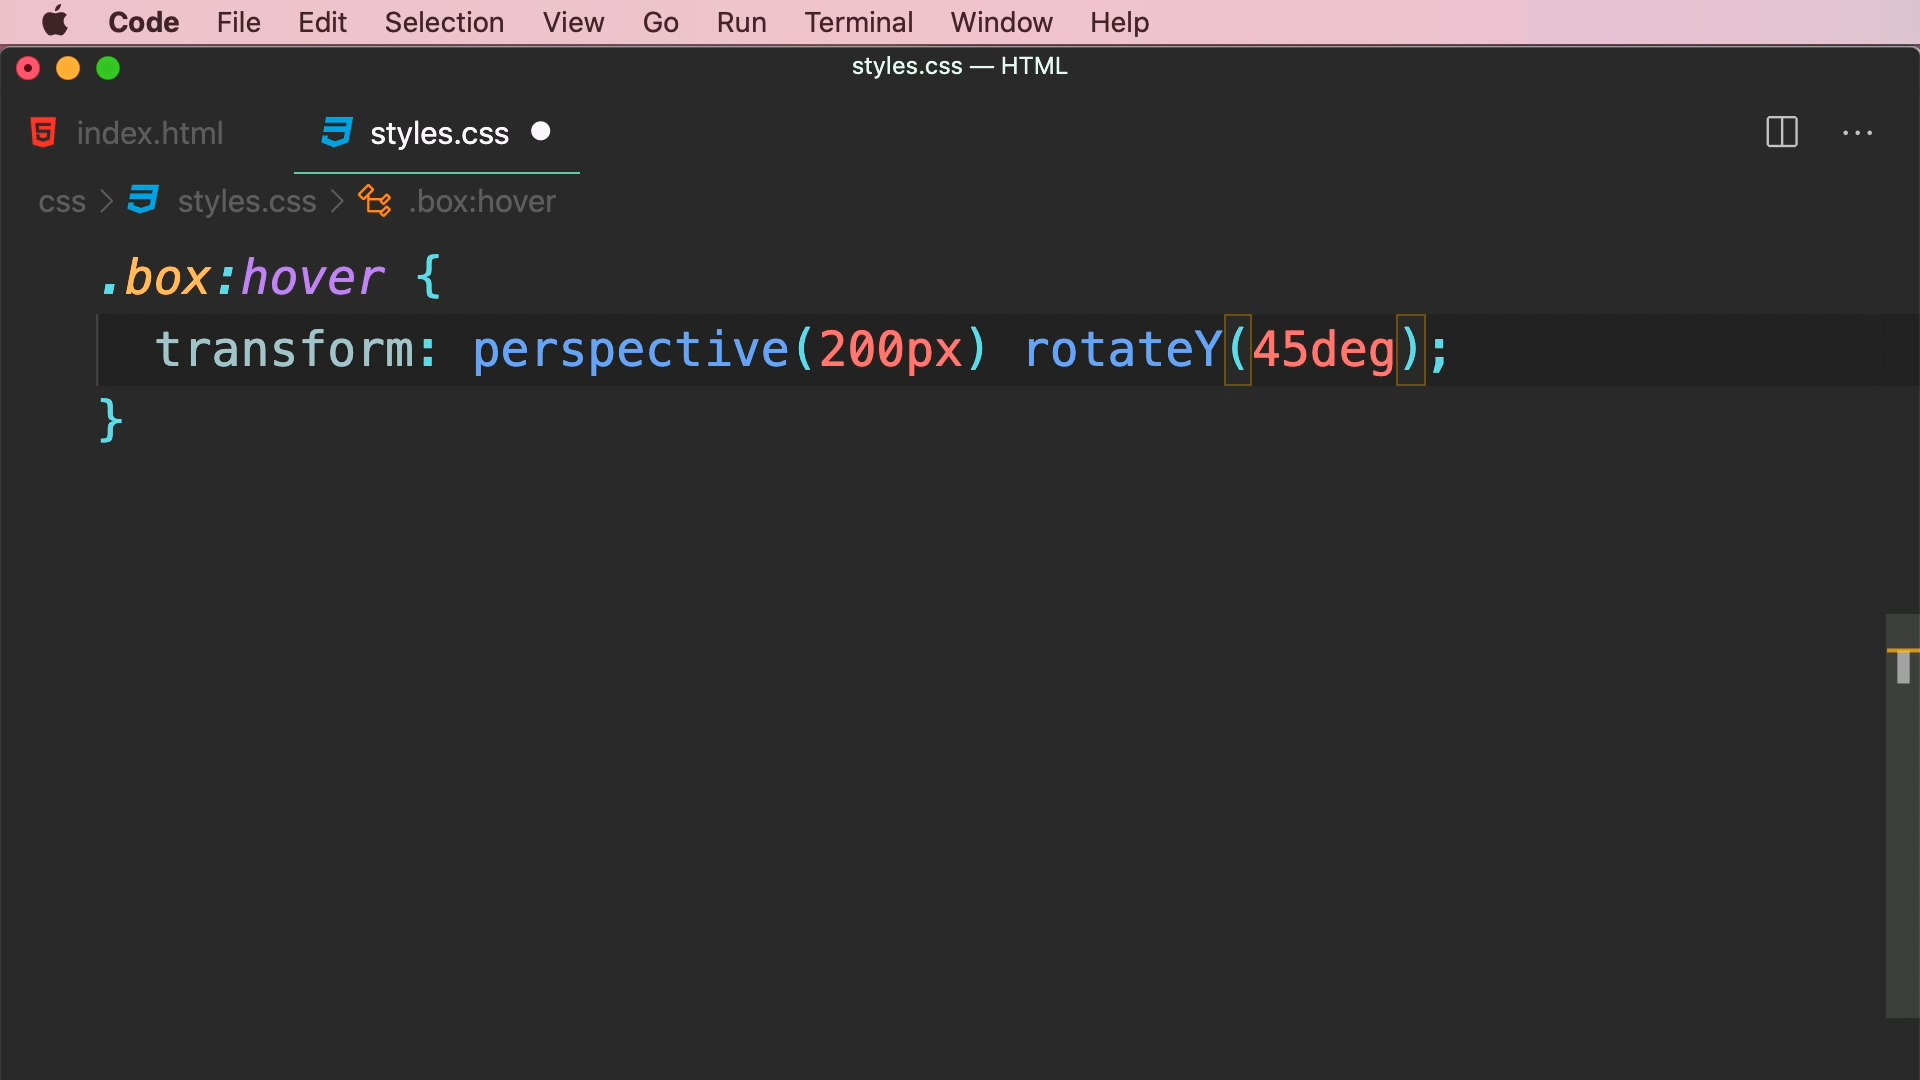 Code File Edit Selection View Go Run Terminal Window Help
styles.css — HTML
index.html styles.css
css > styles.css > .box:hover
.box:hover {
transform: perspective(200px) rotateY(45deg);
}